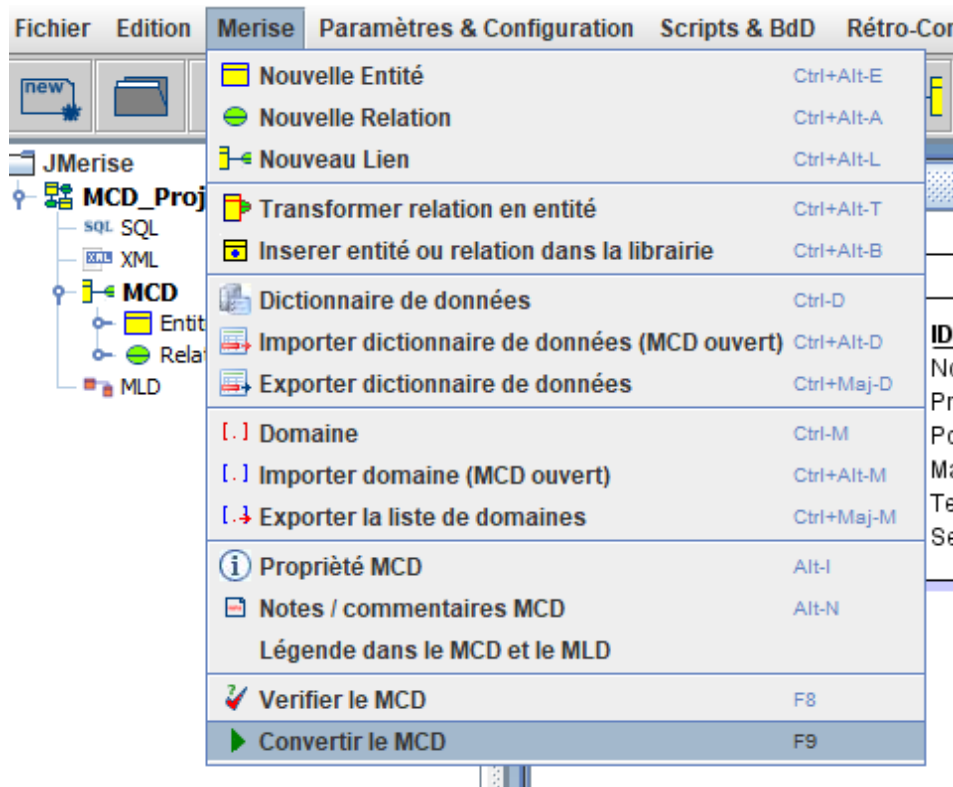 Fichier Edition Merise Paramètres & Configuration Scripts & BdD
new
Nouvelle Entité Ctrl+Alt-E
Nouvelle Relation Ctrl+Alt-A
Nouveau Lien Ctrl+Alt-L
Transformer relation en entité Ctrl+Alt-T
Inserer entité ou relation dans la librairie Ctrl+Alt-B
Dictionnaire de données Ctrl-D
Importer dictionnaire de données (MCD ouvert) Ctrl+Alt-D
Exporter dictionnaire de données Ctrl+Maj-D
[.] Domaine Ctrl-M
[.] Importer domaine (MCD ouvert) Ctrl+Alt-M
Exporter la liste de domaines Ctrl+Maj-M
Proprièté MCD Alt-I
Notes / commentaires MCD Alt-N
Légende dans le MCD et le MLD
Verifier le MCD F8
Convertir le MCD F9
JMerise
MCD_Proj
SQL SQL
XML XML
MCD
Entit
Relat
MLD
ID
No
Pr
Po
Ma
Te
Se